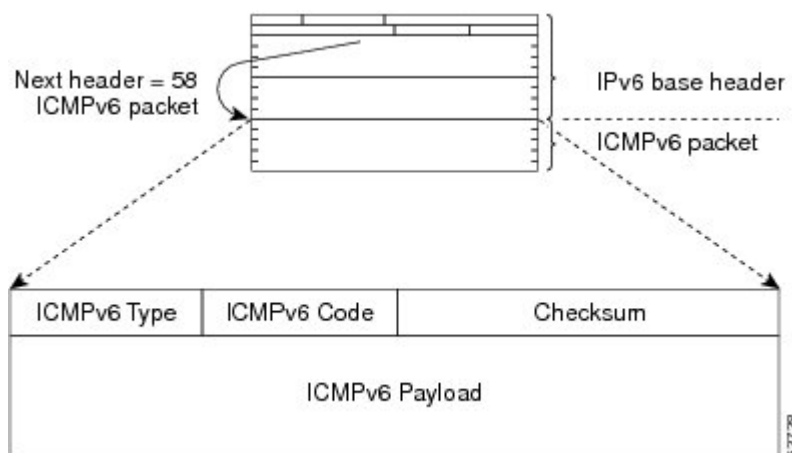 Next header = 58
ICMPv6 packet
IPv6 base header
ICMPv6 packet
ICMPv6 Type
ICMPv6 Code
Checksum
ICMPv6 Payload